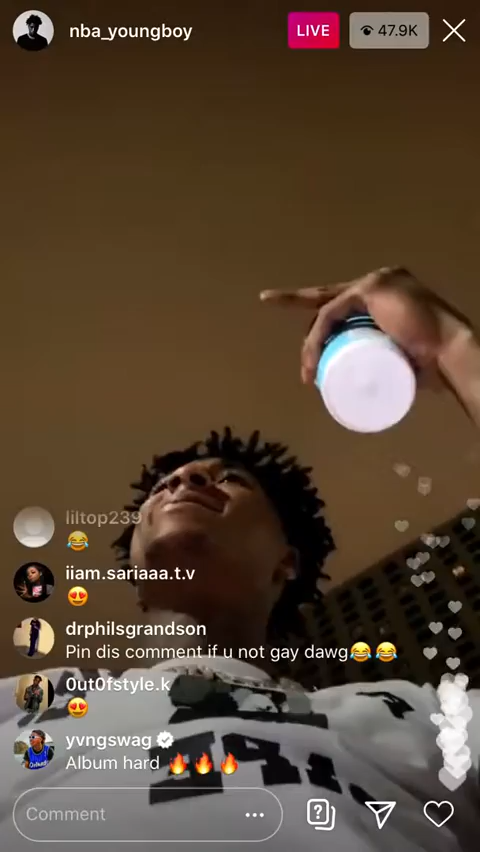 nba_youngboy LIVE 47.9K
liltop239
😂
iiam.sariaaa.t.v
😍
drphilsgrandson
Pin dis comment if u not gay dawg😂😂
0ut0fstyle.k
😍
yvngswag
Album hard 🔥🔥🔥
Comment